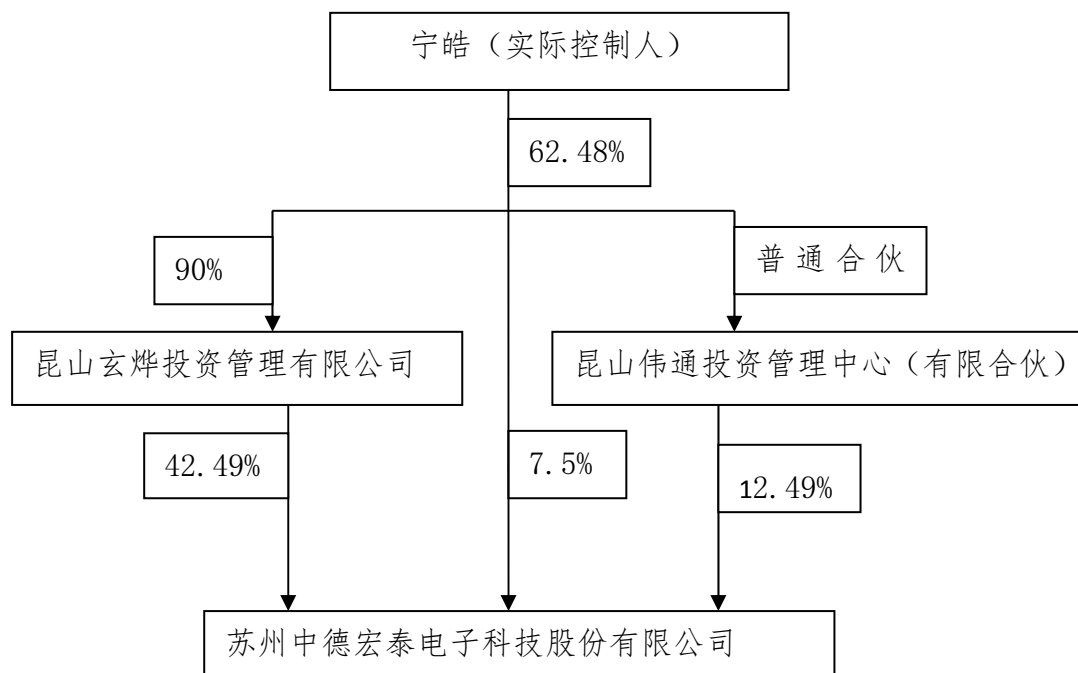 宁皓（实际控制人）
62.48%
90%
普通合伙
昆山玄烨投资管理有限公司
昆山伟通投资管理中心（有限合伙）
42.49%
7.5%
12.49%
苏州中德宏泰电子科技股份有限公司